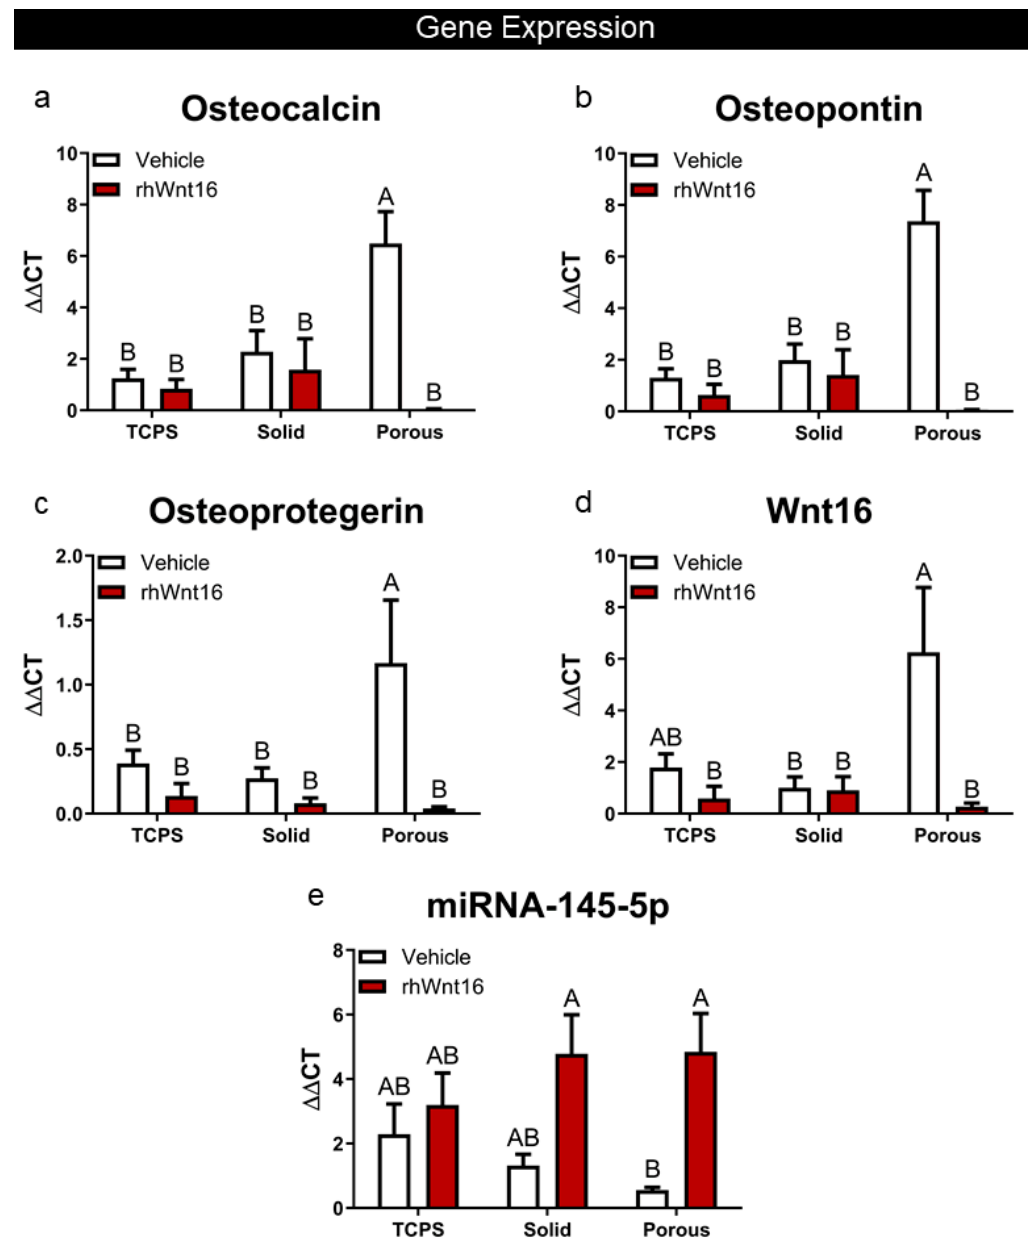 Gene Expression
a
Osteocalcin
Vehicle
rhWnt16
ΔΔCT
10
8
6
4
2
0
B
B
B
B
A
B
TCPS
Solid
Porous
b
Osteopontin
Vehicle
rhWnt16
ΔΔCT
10
8
6
4
2
0
B
B
B
B
A
B
TCPS
Solid
Porous
c
Osteoprotegerin
Vehicle
rhWnt16
ΔΔCT
2.0
1.5
1.0
0.5
0.0
B
B
B
B
A
B
TCPS
Solid
Porous
d
Wnt16
Vehicle
rhWnt16
ΔΔCT
10
8
6
4
2
0
AB
B
B
B
A
B
TCPS
Solid
Porous
e
miRNA-145-5p
Vehicle
rhWnt16
ΔΔCT
8
6
4
2
0
AB
AB
AB
A
B
A
TCPS
Solid
Porous